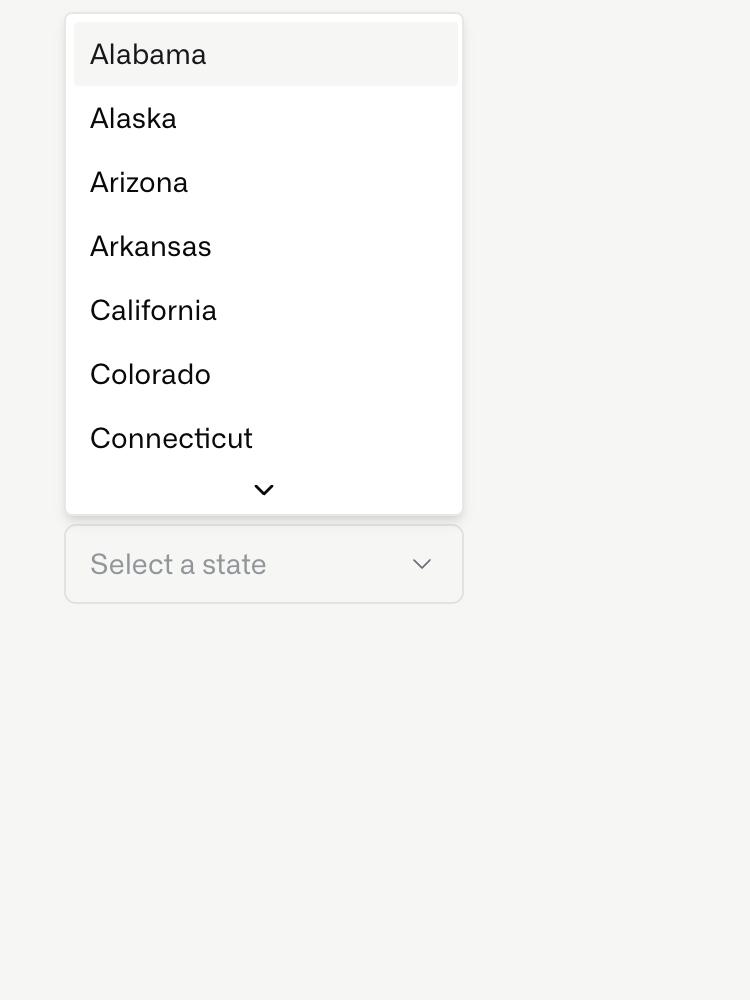 Alabama
Alaska
Arizona
Arkansas
California
Colorado
Connecticut
Select a state